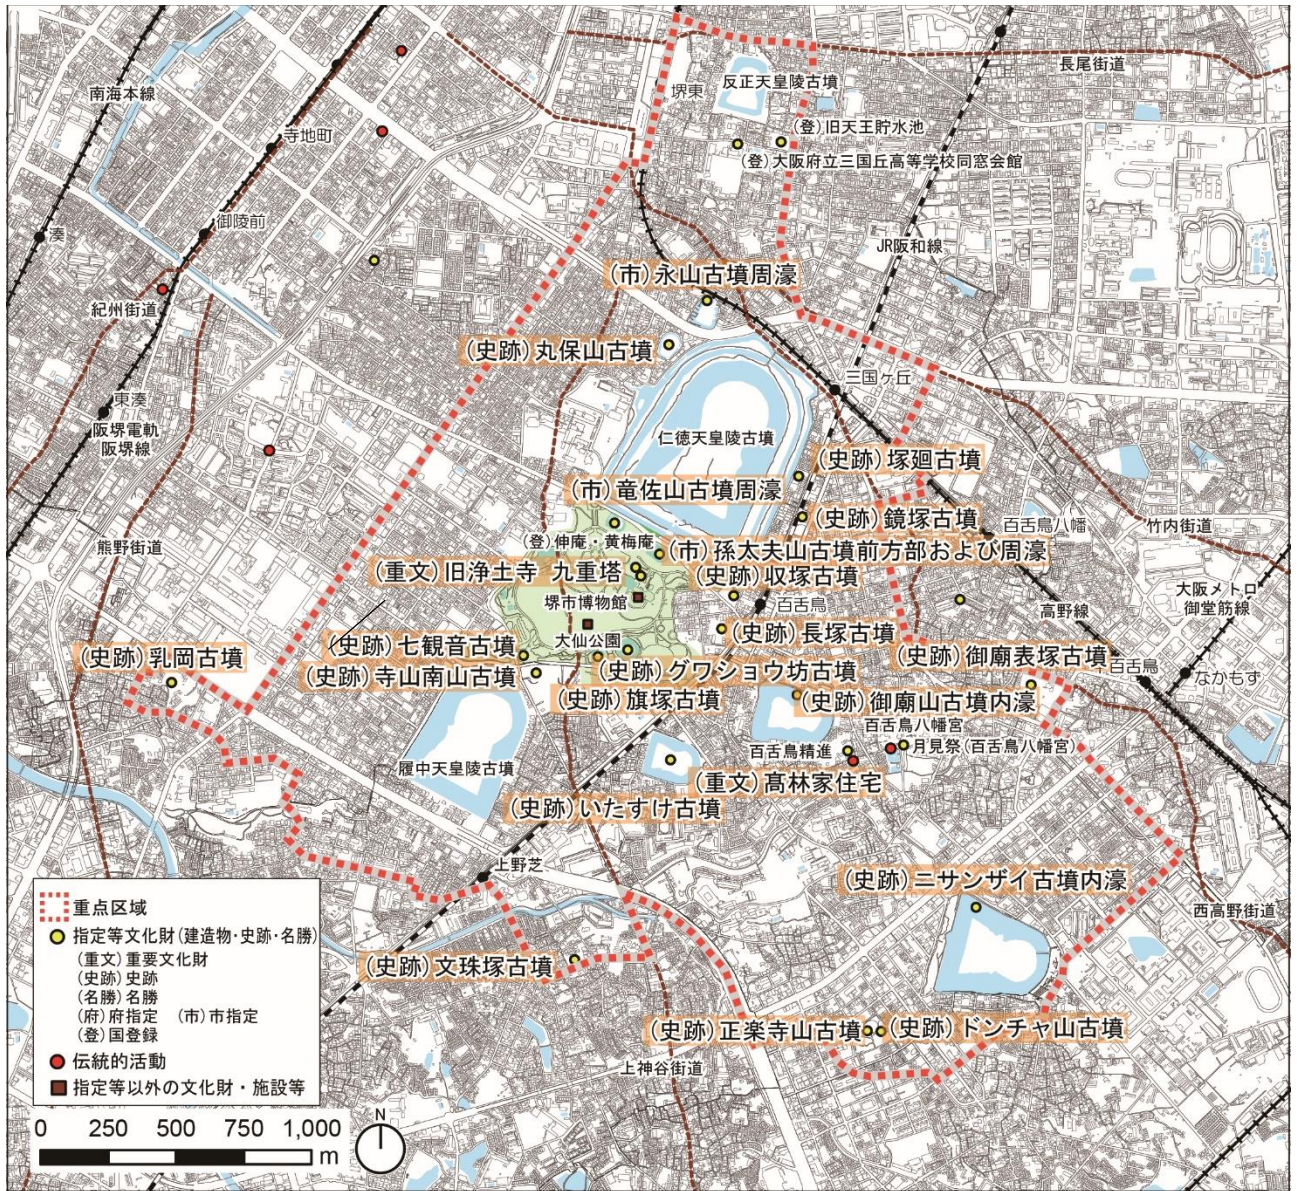 南海本線
寺地町
堺東
反正天皇陵古墳
長尾街道
(登)旧天王貯水池
(登)大阪府立三国丘高等学校同窓会館
御陵前
湊
JR阪和線
(市)永山古墳周濠
紀州街道
(史跡)丸保山古墳
三国ヶ丘
東湊
阪堺電軌
阪堺線
仁徳天皇陵古墳
(史跡)塚廻古墳
(市)竜佐山古墳周濠
(史跡)鏡塚古墳
百舌鳥八幡
竹内街道
熊野街道
(登)伸庵・黄梅庵
(市)孫太夫山古墳前方部および周濠
(重文)旧浄土寺 九重塔
(史跡)収塚古墳
大阪メトロ
御堂筋線
堺市博物館
百舌鳥
高野線
大仙公園
(史跡)長塚古墳
(史跡)七観音古墳
(史跡)乳岡古墳
(史跡)御廟表塚古墳
百舌鳥
なかもず
(史跡)寺山南山古墳
(史跡)グワショウ坊古墳
(史跡)旗塚古墳
(史跡)御廟山古墳内濠
百舌鳥八幡宮
百舌鳥精進
月見祭(百舌鳥八幡宮)
履中天皇陵古墳
(重文)髙林家住宅
(史跡)いたすけ古墳
上野芝
(史跡)ニサンザイ古墳内濠
西高野街道
(史跡)文珠塚古墳
(史跡)正楽寺山古墳
(史跡)ドンチャ山古墳
上神谷街道
重点区域
指定等文化財(建造物・史跡・名勝)
(重文)重要文化財
(史跡)史跡
(名勝)名勝
(府)府指定 (市)市指定
(登)国登録
伝統的活動
指定等以外の文化財・施設等
0 250 500 750 1,000
m
N